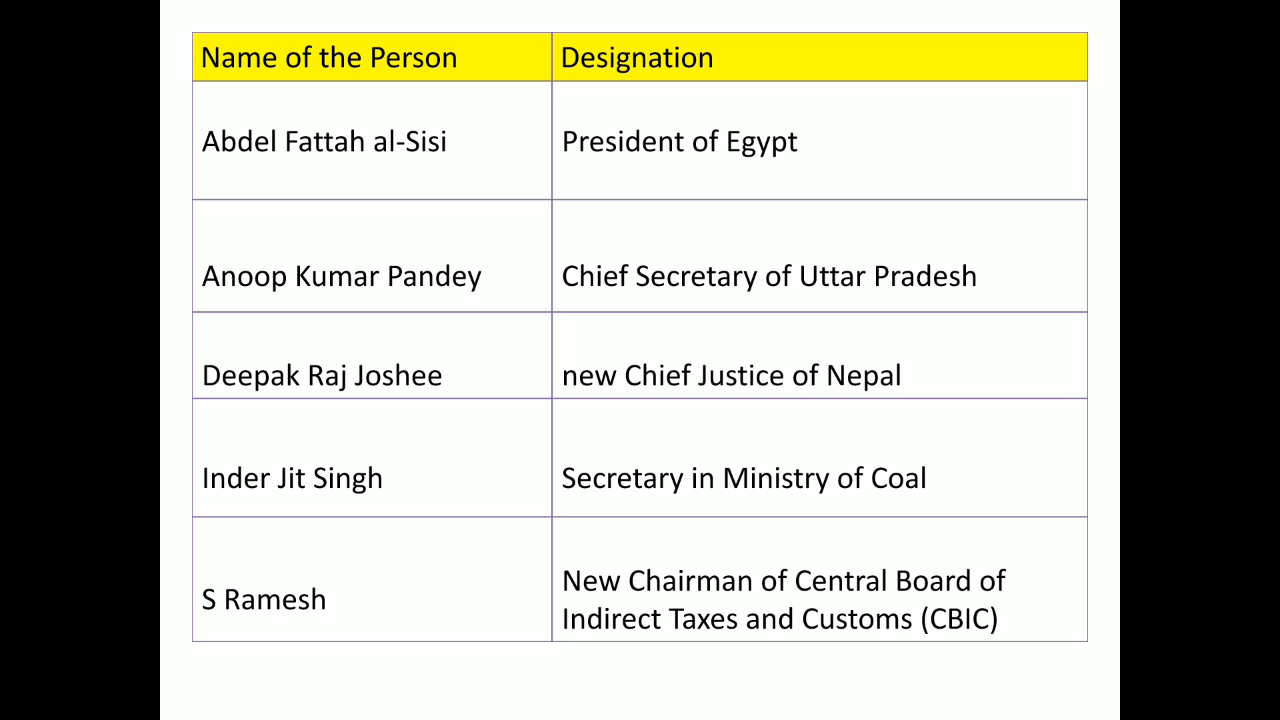 Name of the Person
Designation
Abdel Fattah al-Sisi
President of Egypt
Anoop Kumar Pandey
Chief Secretary of Uttar Pradesh
Deepak Raj Joshee
new Chief Justice of Nepal
Inder Jit Singh
Secretary in Ministry of Coal
S Ramesh
New Chairman of Central Board of
Indirect Taxes and Customs (CBIC)